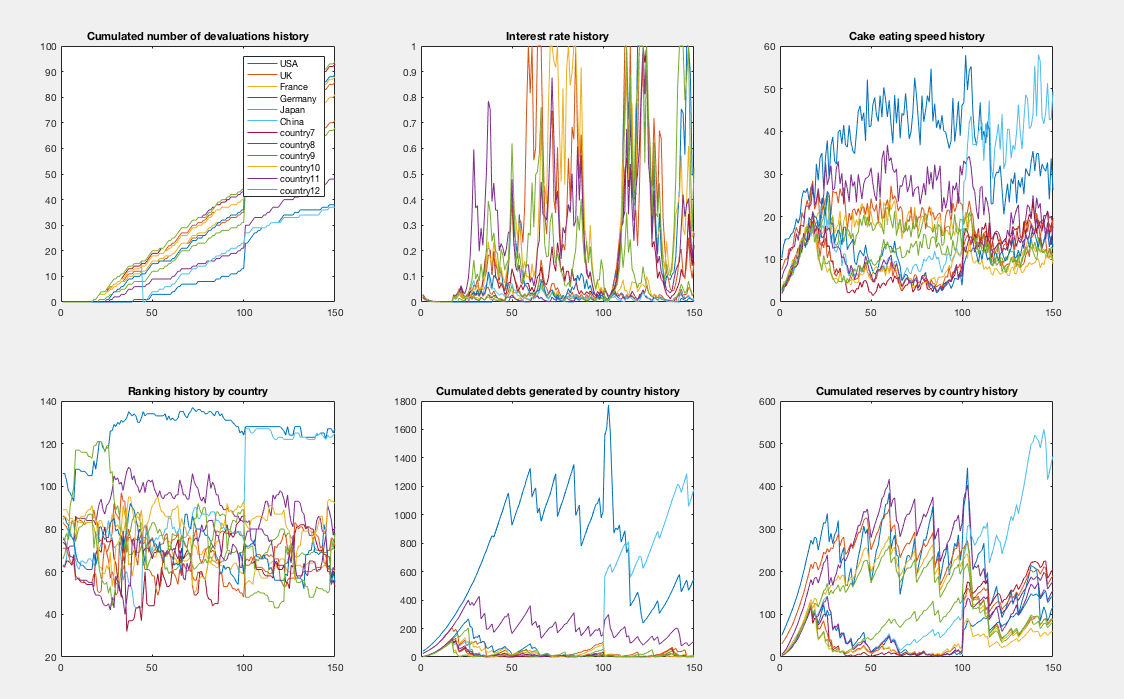 Cumulated number of devaluations history
100
90
80
70
60
50
40
30
20
10
0
0 50 100 150
USA
UK
France
Germany
Japan
China
country7
country8
country9
country10
country11
country12
Interest rate history
1
0.9
0.8
0.7
0.6
0.5
0.4
0.3
0.2
0.1
0
0 50 100 150
Cake eating speed history
60
50
40
30
20
10
0
0 50 100 150
Ranking history by country
140
120
100
80
60
40
20
0 50 100 150
Cumulated debts generated by country history
1800
1600
1400
1200
1000
800
600
400
200
0
0 50 100 150
Cumulated reserves by country history
600
500
400
300
200
100
0
0 50 100 150